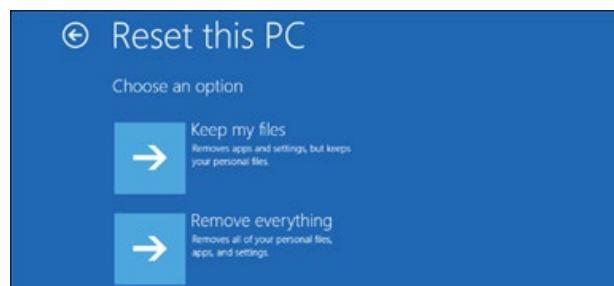 Reset this PC
Choose an option
Keep my files
Removes apps and settings, but keeps
your personal files.
Remove everything
Removes all of your personal files,
apps, and settings.